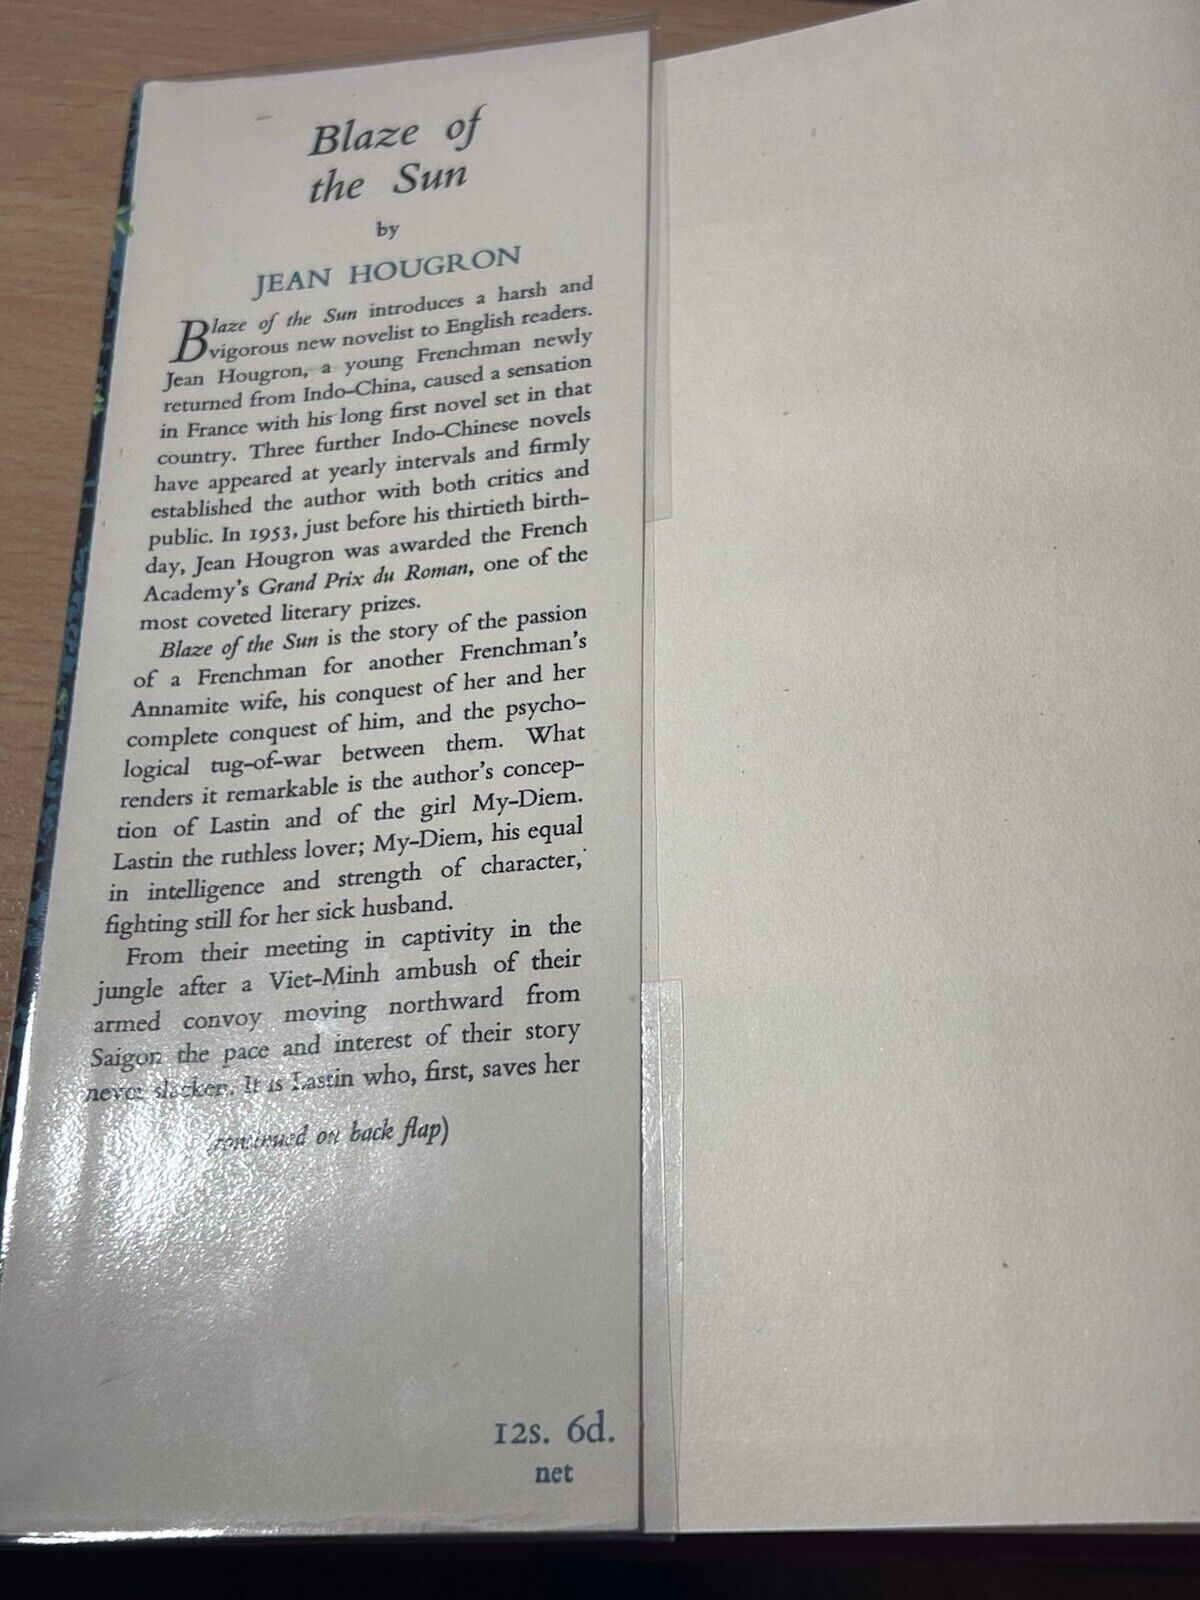 Blaze of
the Sun
by
JEAN HOUGRON
Blaze of the Sun introduces a harsh and
vigorous new novelist to English readers.
Jean Hougron, a young Frenchman newly
returned from Indo-China, caused a sensation
in France with his long first novel set in that
country. Three further Indo-Chinese novels
have appeared at yearly intervals and firmly
established the author with both critics and
public. In 1953, just before his thirtieth birth-
day, Jean Hougron was awarded the French
Academy's Grand Prix du Roman, one of the
most coveted literary prizes.
Blaze of the Sun is the story of the passion
of a Frenchman for another Frenchman's
Annamite wife, his conquest of her and her
complete conquest of him, and the psycho-
logical tug-of-war between them. What
renders it remarkable is the author's concep-
tion of Lastin and of the girl My-Diem.
Lastin the ruthless lover; My-Diem, his equal
in intelligence and strength of character,
fighting still for her sick husband.
From their meeting in captivity in the
jungle after a Viet-Minh ambush of their
armed convoy moving northward from
Saigon the pace and interest of their story
never slacken. It is Lastin who, first, saves her
(continued on back flap)
12s. 6d.
net